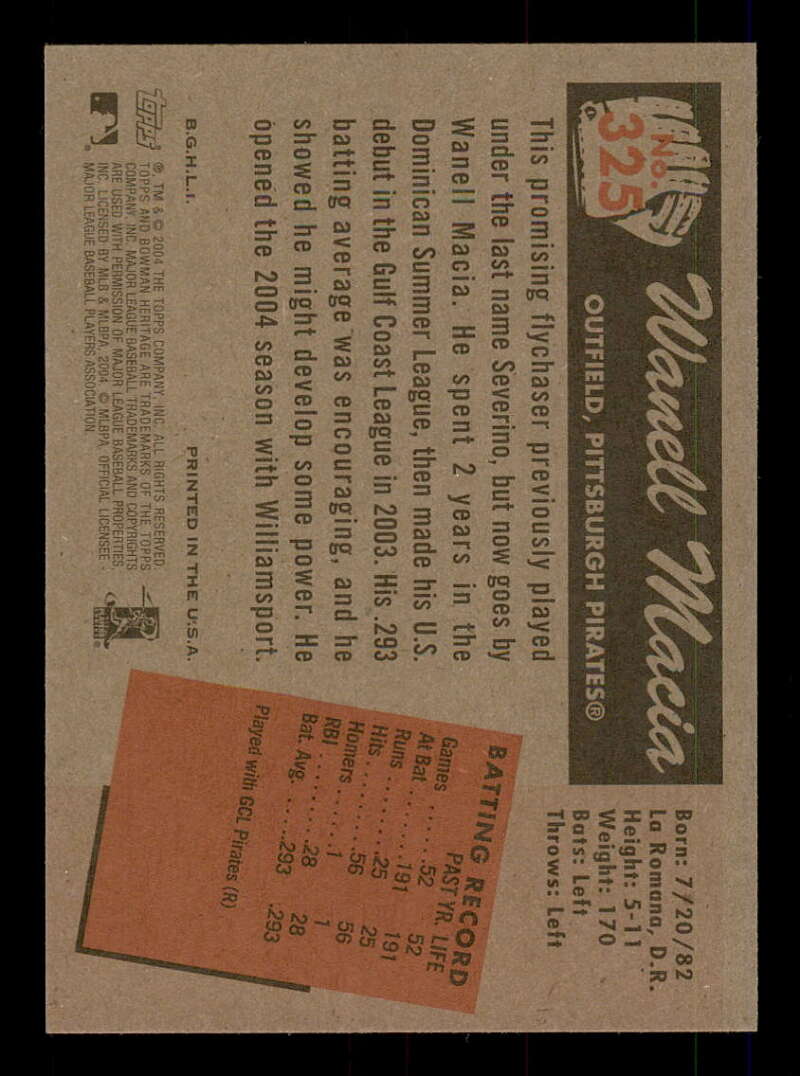 No.
325
Wanell Macia
OUTFIELD, PITTSBURGH PIRATES®
Born: 7/20/82
La Romana, D.R.
Height: 5-11
Weight: 170
Bats: Left
Throws: Left
This promising flychaser previously played
under the last name Severino, but now goes by
Wanell Macia. He spent 2 years in the
Dominican Summer League, then made his U.S.
debut in the Gulf Coast League in 2003. His .293
batting average was encouraging, and he
showed he might develop some power. He
opened the 2004 season with Williamsport.
BATTING RECORD
PAST YR. LIFE
Games ......52 52
At Bat ......191 191
Runs ........25 25
Hits .........56 56
Homers ......1 1
RBI ........28 28
Bat. Avg. ....293 .293
Played with GCL Pirates (R)
B.G.H.L.I. PRINTED IN THE U.S.A.
Topps
®, TM & © 2004 THE TOPPS COMPANY, INC. ALL RIGHTS RESERVED.
TOPPS AND BOWMAN HERITAGE ARE TRADEMARKS OF THE TOPPS
COMPANY, INC. MAJOR LEAGUE BASEBALL TRADEMARKS AND COPYRIGHTS
ARE USED WITH PERMISSION OF MAJOR LEAGUE BASEBALL PROPERTIES,
INC. LICENSED BY MLB & MLBPA, 2004. © MLBPA. OFFICIAL LICENSEE -
MAJOR LEAGUE BASEBALL PLAYERS ASSOCIATION.